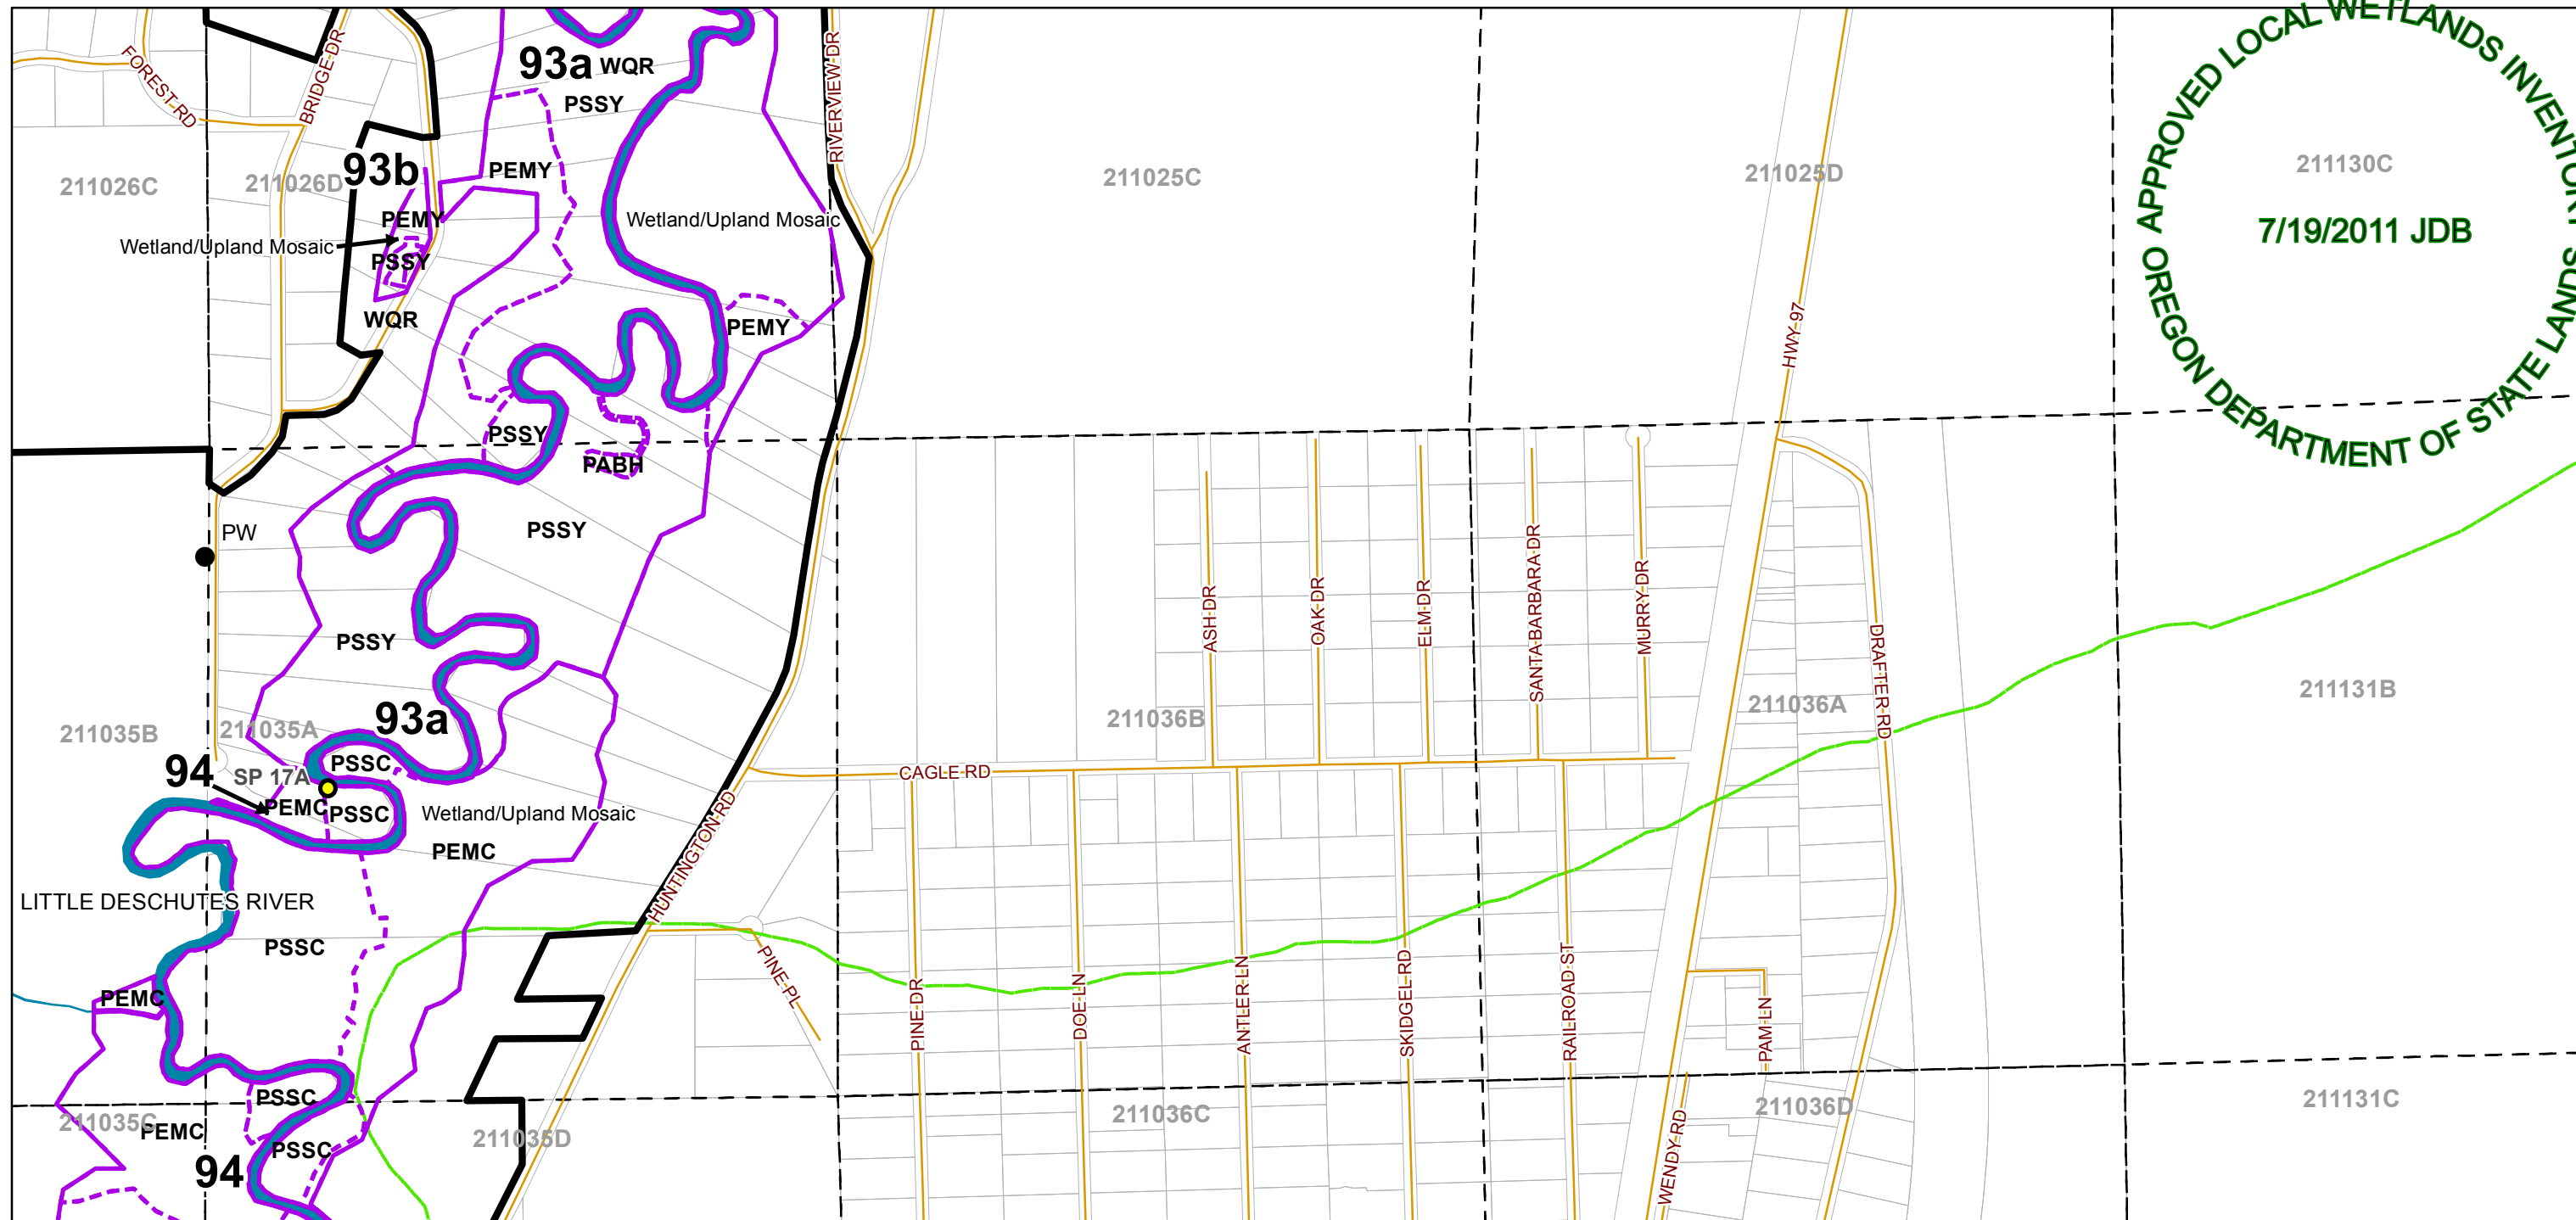 APPROVED LOCAL WETLANDS INVENTORY
OREGON DEPARTMENT OF STATE LANDS
7/19/2011 JDB
FOREST RD
BRIDGE DR
RIVERVIEW DR
93a WQR
PSSY
93b
PEMY
211026C
211026D
211025C
211025D
211130C
PEMY
Wetland/Upland Mosaic
Wetland/Upland Mosaic
PSSY
WQR
PEMY
HWY 97
PSSY
PABH
PW
PSSY
PSSY
ASH DR
OAK DR
ELM DR
SANTA BARBARA DR
MURRY DR
DRAFTER RD
93a
211035B
211035A
211036B
211036A
211131B
94
SP 17A
PSSC
CAGLE RD
PEMC
PSSC
Wetland/Upland Mosaic
PEMC
HUNTINGTON RD
LITTLE DESCHUTES RIVER
PSSC
PINE PL
PEMC
PINE DR
DOE LN
ANTLER LN
SKIDGEL RD
RAILROAD ST
PAM LN
PSSC
211035C
PEMC
211035D
211036C
211036D
211131C
PSSC
94
WENDY RD